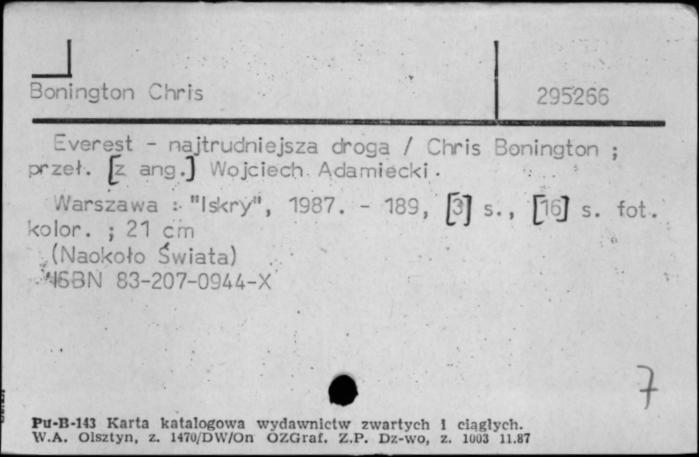 Bonington Chris 295266
Everest - najtrudniejsza droga / Chris Bonington ;
przeł. [z ang.] Wojciech Adamiecki.
Warszawa : "Iskry", 1987. - 189, [3] s., [16] s. fot.
kolor. ; 21 cm
(Naokoło Świata)
ISBN 83-207-0944-X
7
Pu-B-143 Karta katalogowa wydawnictw zwartych i ciągłych.
W.A. Olsztyn, z. 1470/DW/On OZGraf. Z.P. Dz-wo, z. 1003 11.87